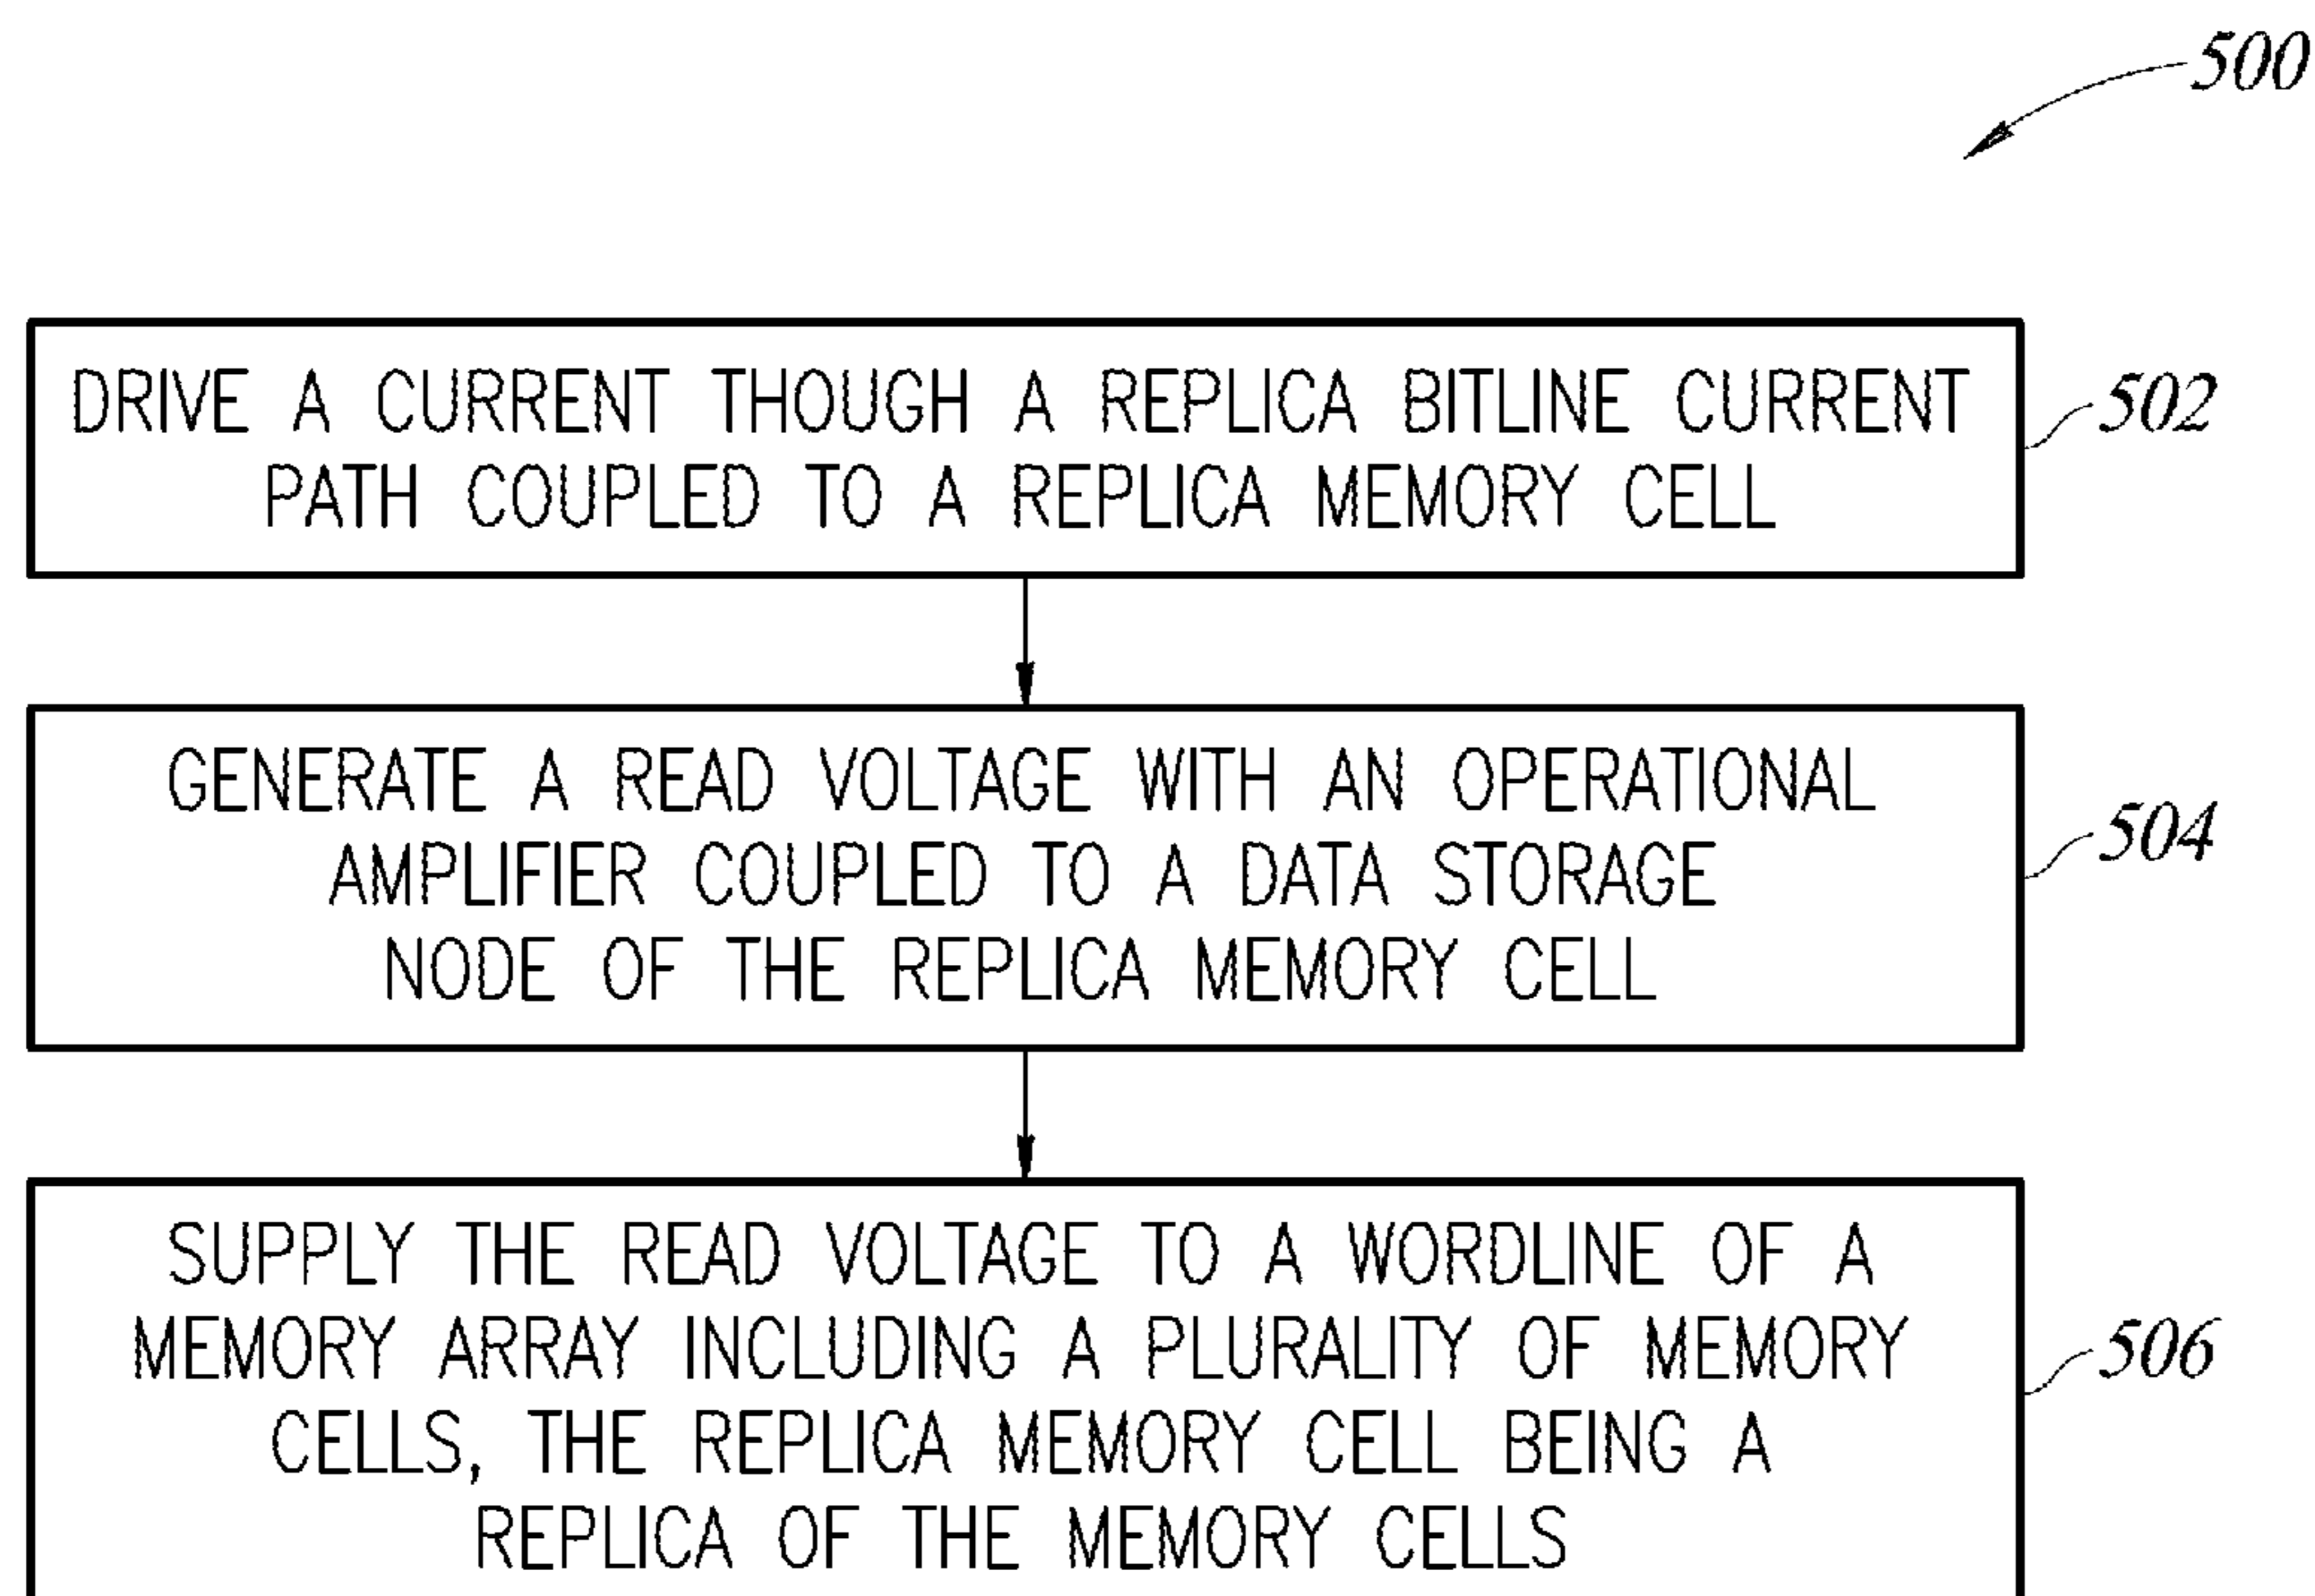 500
DRIVE A CURRENT THOUGH A REPLICA BITLINE CURRENT
PATH COUPLED TO A REPLICA MEMORY CELL
502
GENERATE A READ VOLTAGE WITH AN OPERATIONAL
AMPLIFIER COUPLED TO A DATA STORAGE
NODE OF THE REPLICA MEMORY CELL
504
SUPPLY THE READ VOLTAGE TO A WORDLINE OF A
MEMORY ARRAY INCLUDING A PLURALITY OF MEMORY
CELLS, THE REPLICA MEMORY CELL BEING A
REPLICA OF THE MEMORY CELLS
506